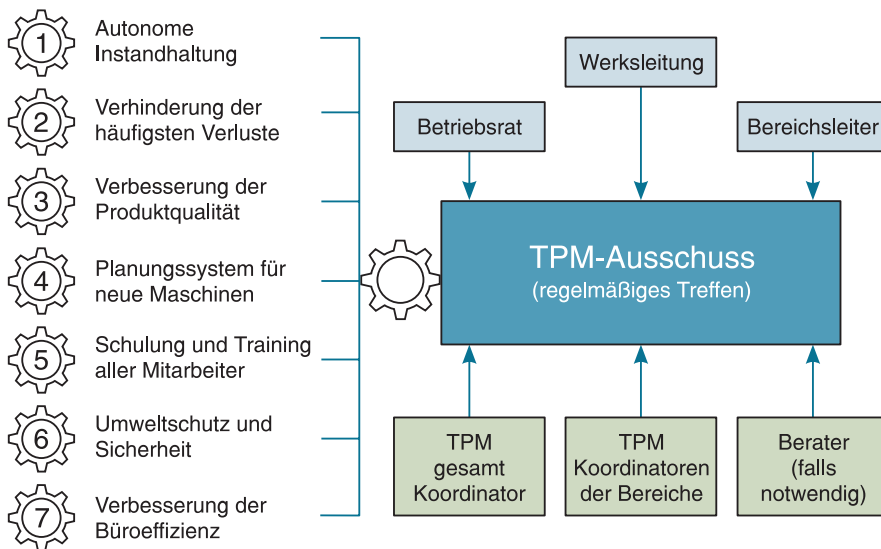 1
Autonome
Instandhaltung
2
Verhinderung der
häufigsten Verluste
3
Verbesserung der
Produktqualität
4
Planungssystem für
neue Maschinen
5
Schulung und Training
aller Mitarbeiter
6
Umweltschutz und
Sicherheit
7
Verbesserung der
Büroeffizienz
Werksleitung
Betriebsrat
Bereichsleiter
TPM-Ausschuss
(regelmäßiges Treffen)
TPM
gesamt
Koordinator
TPM
Koordinatoren
der Bereiche
Berater
(falls
notwendig)